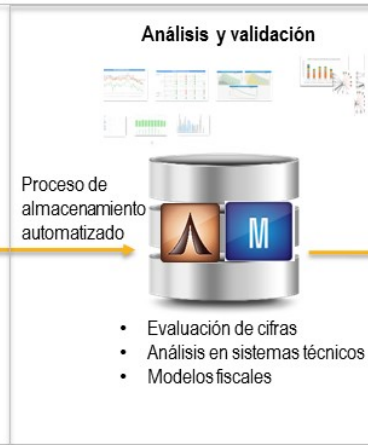 Análisis y validación
Proceso de
almacenamiento
automatizado
M
• Evaluación de cifras
• Análisis en sistemas técnicos
• Modelos fiscales